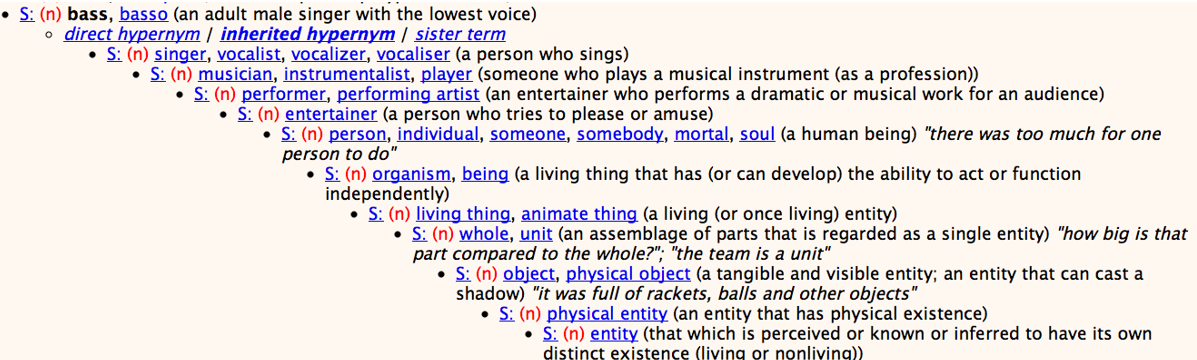 • S: (n) bass, basso (an adult male singer with the lowest voice)
○ direct hypernym / inherited hypernym / sister term
• S: (n) singer, vocalist, vocalizer, vocaliser (a person who sings)
• S: (n) musician, instrumentalist, player (someone who plays a musical instrument (as a profession))
• S: (n) performer, performing artist (an entertainer who performs a dramatic or musical work for an audience)
• S: (n) entertainer (a person who tries to please or amuse)
• S: (n) person, individual, someone, somebody, mortal, soul (a human being) "there was too much for one
person to do"
• S: (n) organism, being (a living thing that has (or can develop) the ability to act or function
independently)
• S: (n) living thing, animate thing (a living (or once living) entity)
• S: (n) whole, unit (an assemblage of parts that is regarded as a single entity) "how big is that
part compared to the whole?"; "the team is a unit"
• S: (n) object, physical object (a tangible and visible entity; an entity that can cast a
shadow) "it was full of rackets, balls and other objects"
• S: (n) physical entity (an entity that has physical existence)
• S: (n) entity (that which is perceived or known or inferred to have its own
distinct existence (living or nonliving))